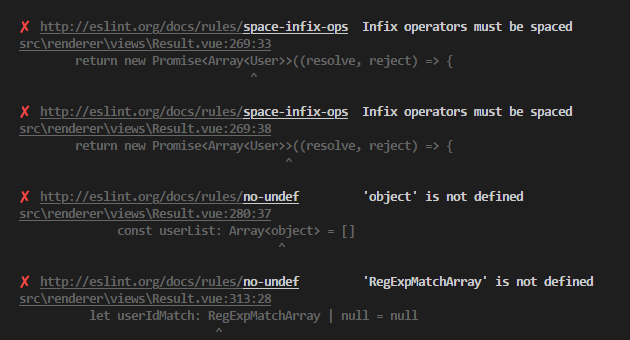 ✘ http://eslint.org/docs/rules/space-infix-ops Infix operators must be spaced
src\renderer\views\Result.vue:269:33
return new Promise<Array<User>>((resolve, reject) => {
^
✘ http://eslint.org/docs/rules/space-infix-ops Infix operators must be spaced
src\renderer\views\Result.vue:269:38
return new Promise<Array<User>>((resolve, reject) => {
^
✘ http://eslint.org/docs/rules/no-undef 'object' is not defined
src\renderer\views\Result.vue:280:37
const userList: Array<object> = []
^
✘ http://eslint.org/docs/rules/no-undef 'RegExpMatchArray' is not defined
src\renderer\views\Result.vue:313:28
let userIdMatch: RegExpMatchArray | null = null
^